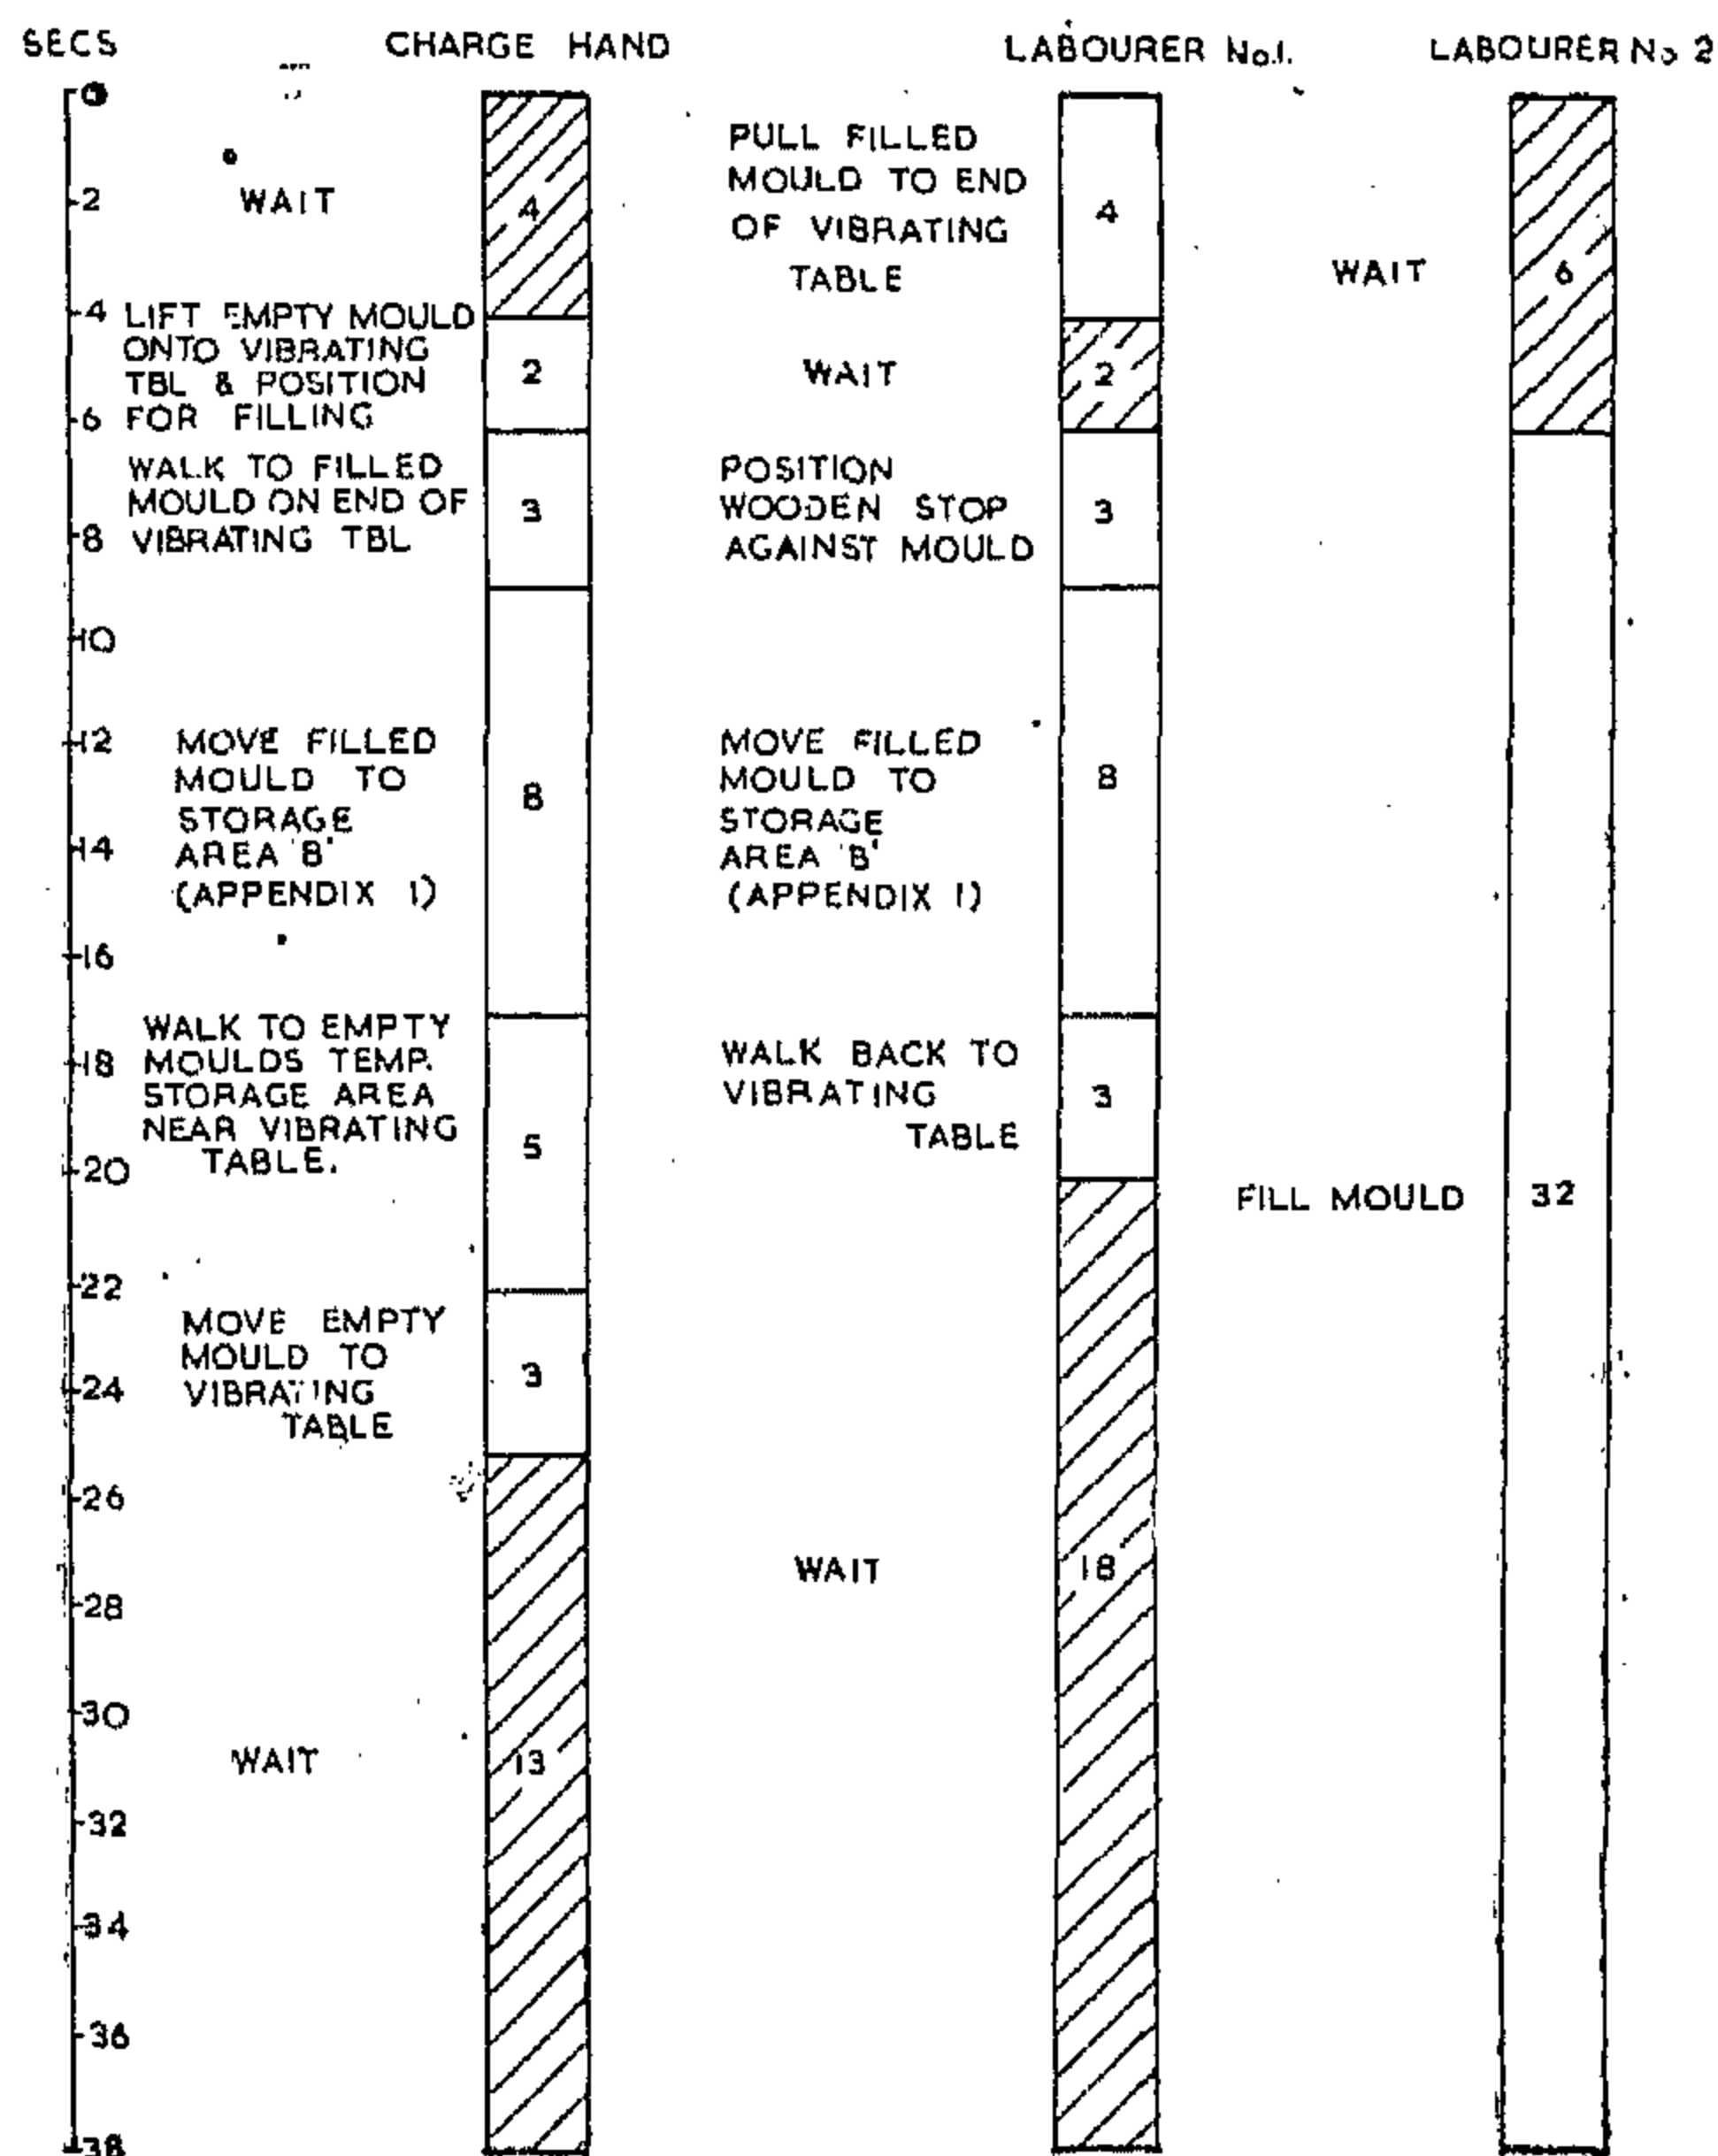 SECS
CHARGE HAND
LABOURER No.1.
LABOURER No 2
0
2
4
6
8
10
12
14
16
18
20
22
24
26
28
30
32
34
36
38
WAIT
4
LIFT EMPTY MOULD
ONTO VIBRATING
TBL & POSITION
FOR FILLING
2
WALK TO FILLED
MOULD ON END OF
VIBRATING TBL
3
MOVE FILLED
MOULD TO
STORAGE
AREA 'B'
(APPENDIX 1)
8
WALK TO EMPTY
MOULDS TEMP.
STORAGE AREA
NEAR VIBRATING
TABLE.
5
MOVE EMPTY
MOULD TO
VIBRATING
TABLE
3
WAIT
13
PULL FILLED
MOULD TO END
OF VIBRATING
TABLE
4
WAIT
2
POSITION
WOODEN STOP
AGAINST MOULD
3
MOVE FILLED
MOULD TO
STORAGE
AREA 'B'
(APPENDIX 1)
8
WALK BACK TO
VIBRATING
TABLE
3
WAIT
18
WAIT
6
FILL MOULD
32